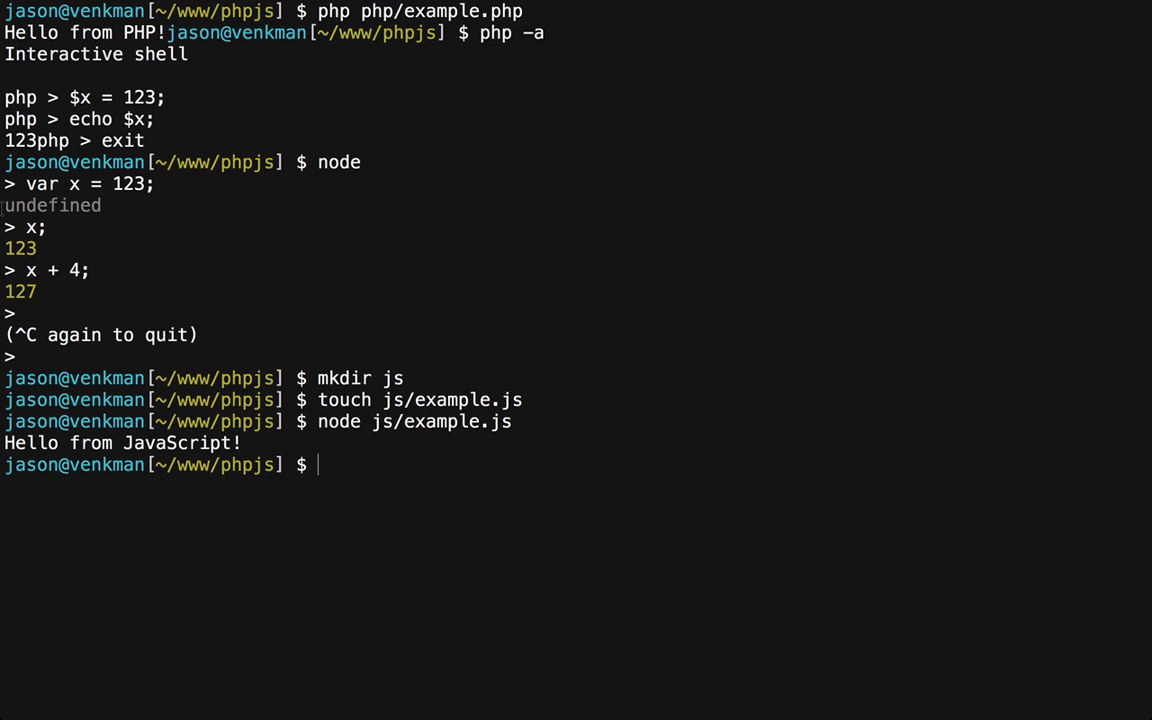 jason@venkman[~/www/phpjs] $ php php/example.php
Hello from PHP!jason@venkman[~/www/phpjs] $ php -a
Interactive shell
php > $x = 123;
php > echo $x;
123php > exit
jason@venkman[~/www/phpjs] $ node
> var x = 123;
undefined
> x;
123
> x + 4;
127
>
(^C again to quit)
>
jason@venkman[~/www/phpjs] $ mkdir js
jason@venkman[~/www/phpjs] $ touch js/example.js
jason@venkman[~/www/phpjs] $ node js/example.js
Hello from JavaScript!
jason@venkman[~/www/phpjs] $